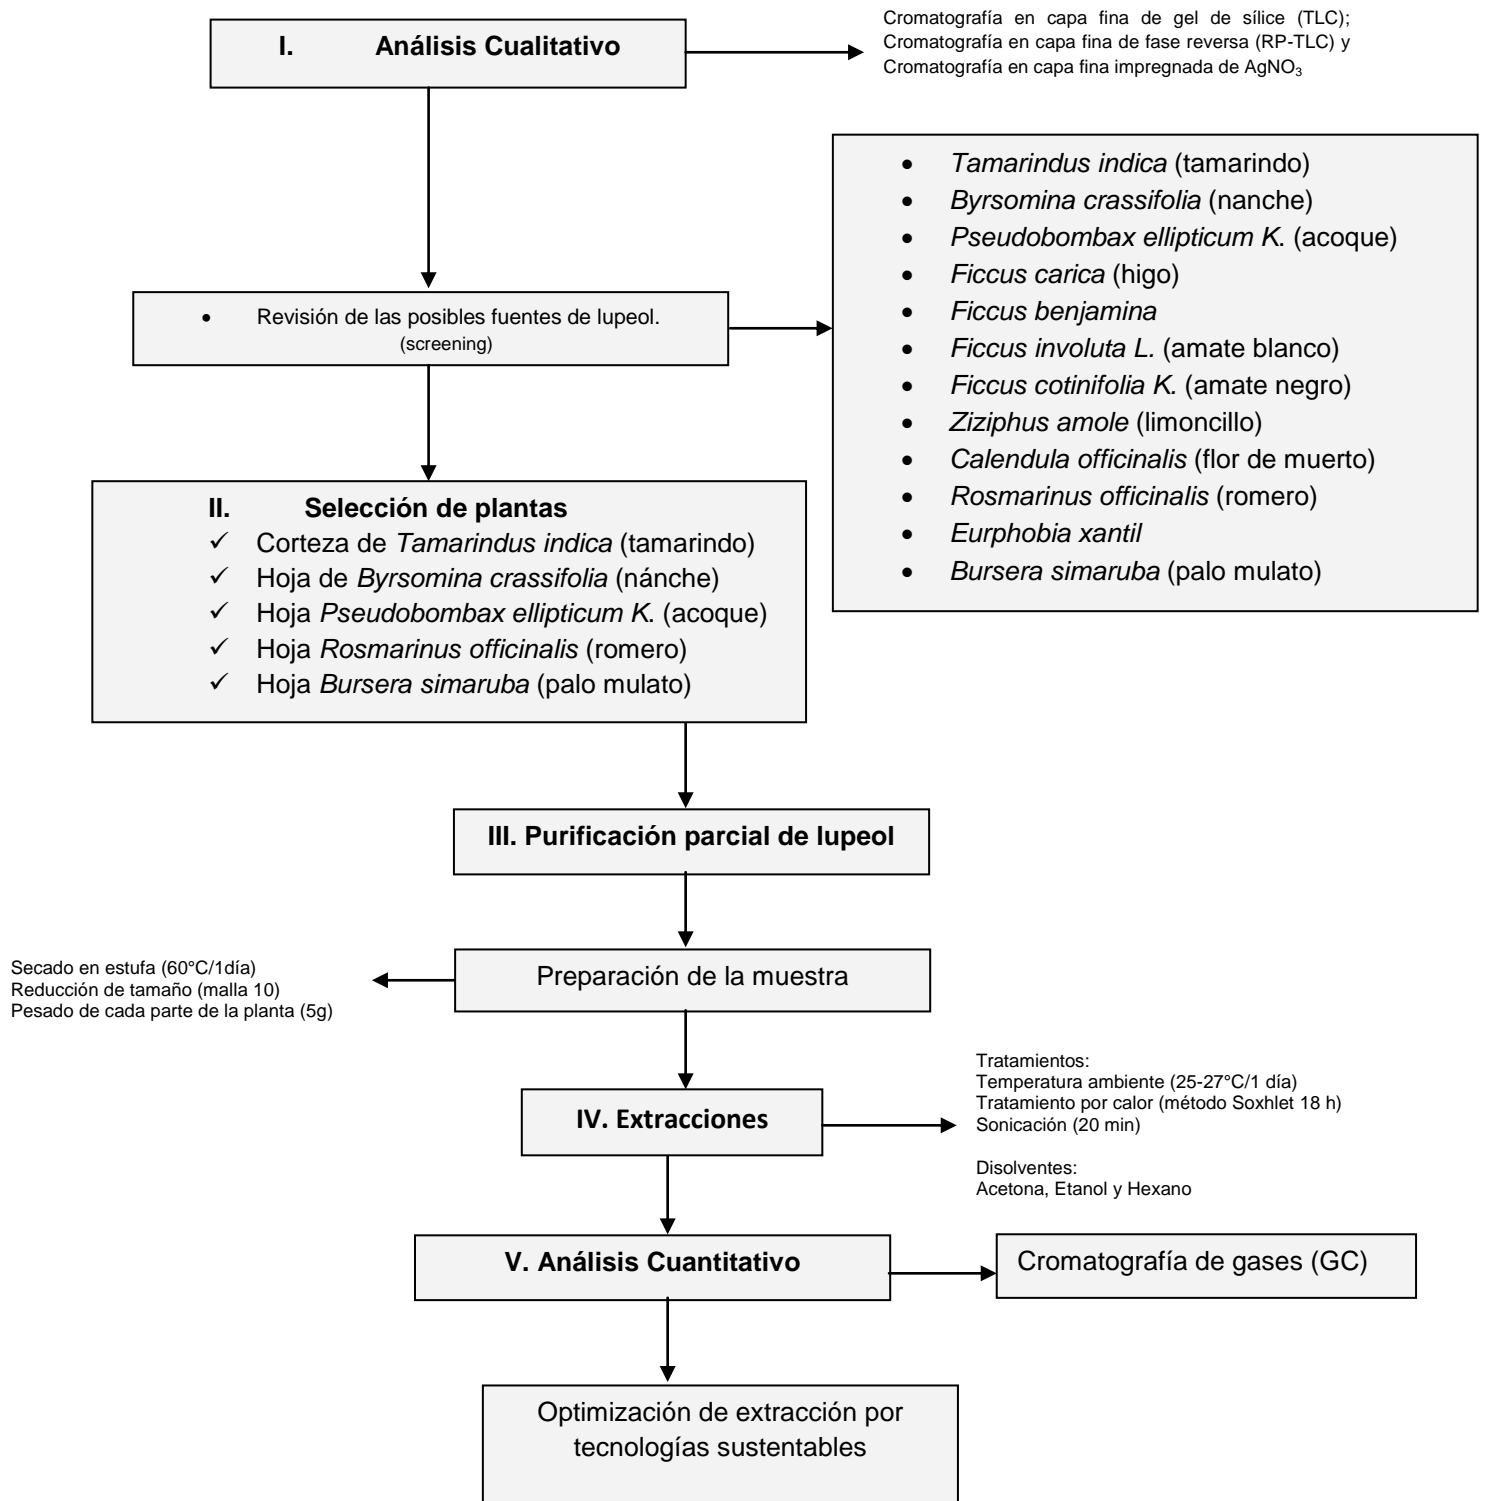 I. Análisis Cualitativo
Cromatografía en capa fina de gel de sílice (TLC);
Cromatografía en capa fina de fase reversa (RP-TLC) y
Cromatografía en capa fina impregnada de AgNO₃
• Revisión de las posibles fuentes de lupeol.
(screening)
• Tamarindus indica (tamarindo)
• Byrsomina crassifolia (nanche)
• Pseudobombax ellipticum K. (acoque)
• Ficcus carica (higo)
• Ficcus benjamina
• Ficcus involuta L. (amate blanco)
• Ficcus cotinifolia K. (amate negro)
• Ziziphus amole (limoncillo)
• Calendula officinalis (flor de muerto)
• Rosmarinus officinalis (romero)
• Eurphobia xantil
• Bursera simaruba (palo mulato)
II. Selección de plantas
✓ Corteza de Tamarindus indica (tamarindo)
✓ Hoja de Byrsomina crassifolia (nánche)
✓ Hoja Pseudobombax ellipticum K. (acoque)
✓ Hoja Rosmarinus officinalis (romero)
✓ Hoja Bursera simaruba (palo mulato)
III. Purificación parcial de lupeol
Preparación de la muestra
Secado en estufa (60°C/1día)
Reducción de tamaño (malla 10)
Pesado de cada parte de la planta (5g)
IV. Extracciones
Tratamientos:
Temperatura ambiente (25-27°C/1 día)
Tratamiento por calor (método Soxhlet 18 h)
Sonicación (20 min)
Disolventes:
Acetona, Etanol y Hexano
V. Análisis Cuantitativo
Cromatografía de gases (GC)
Optimización de extracción por
tecnologías sustentables